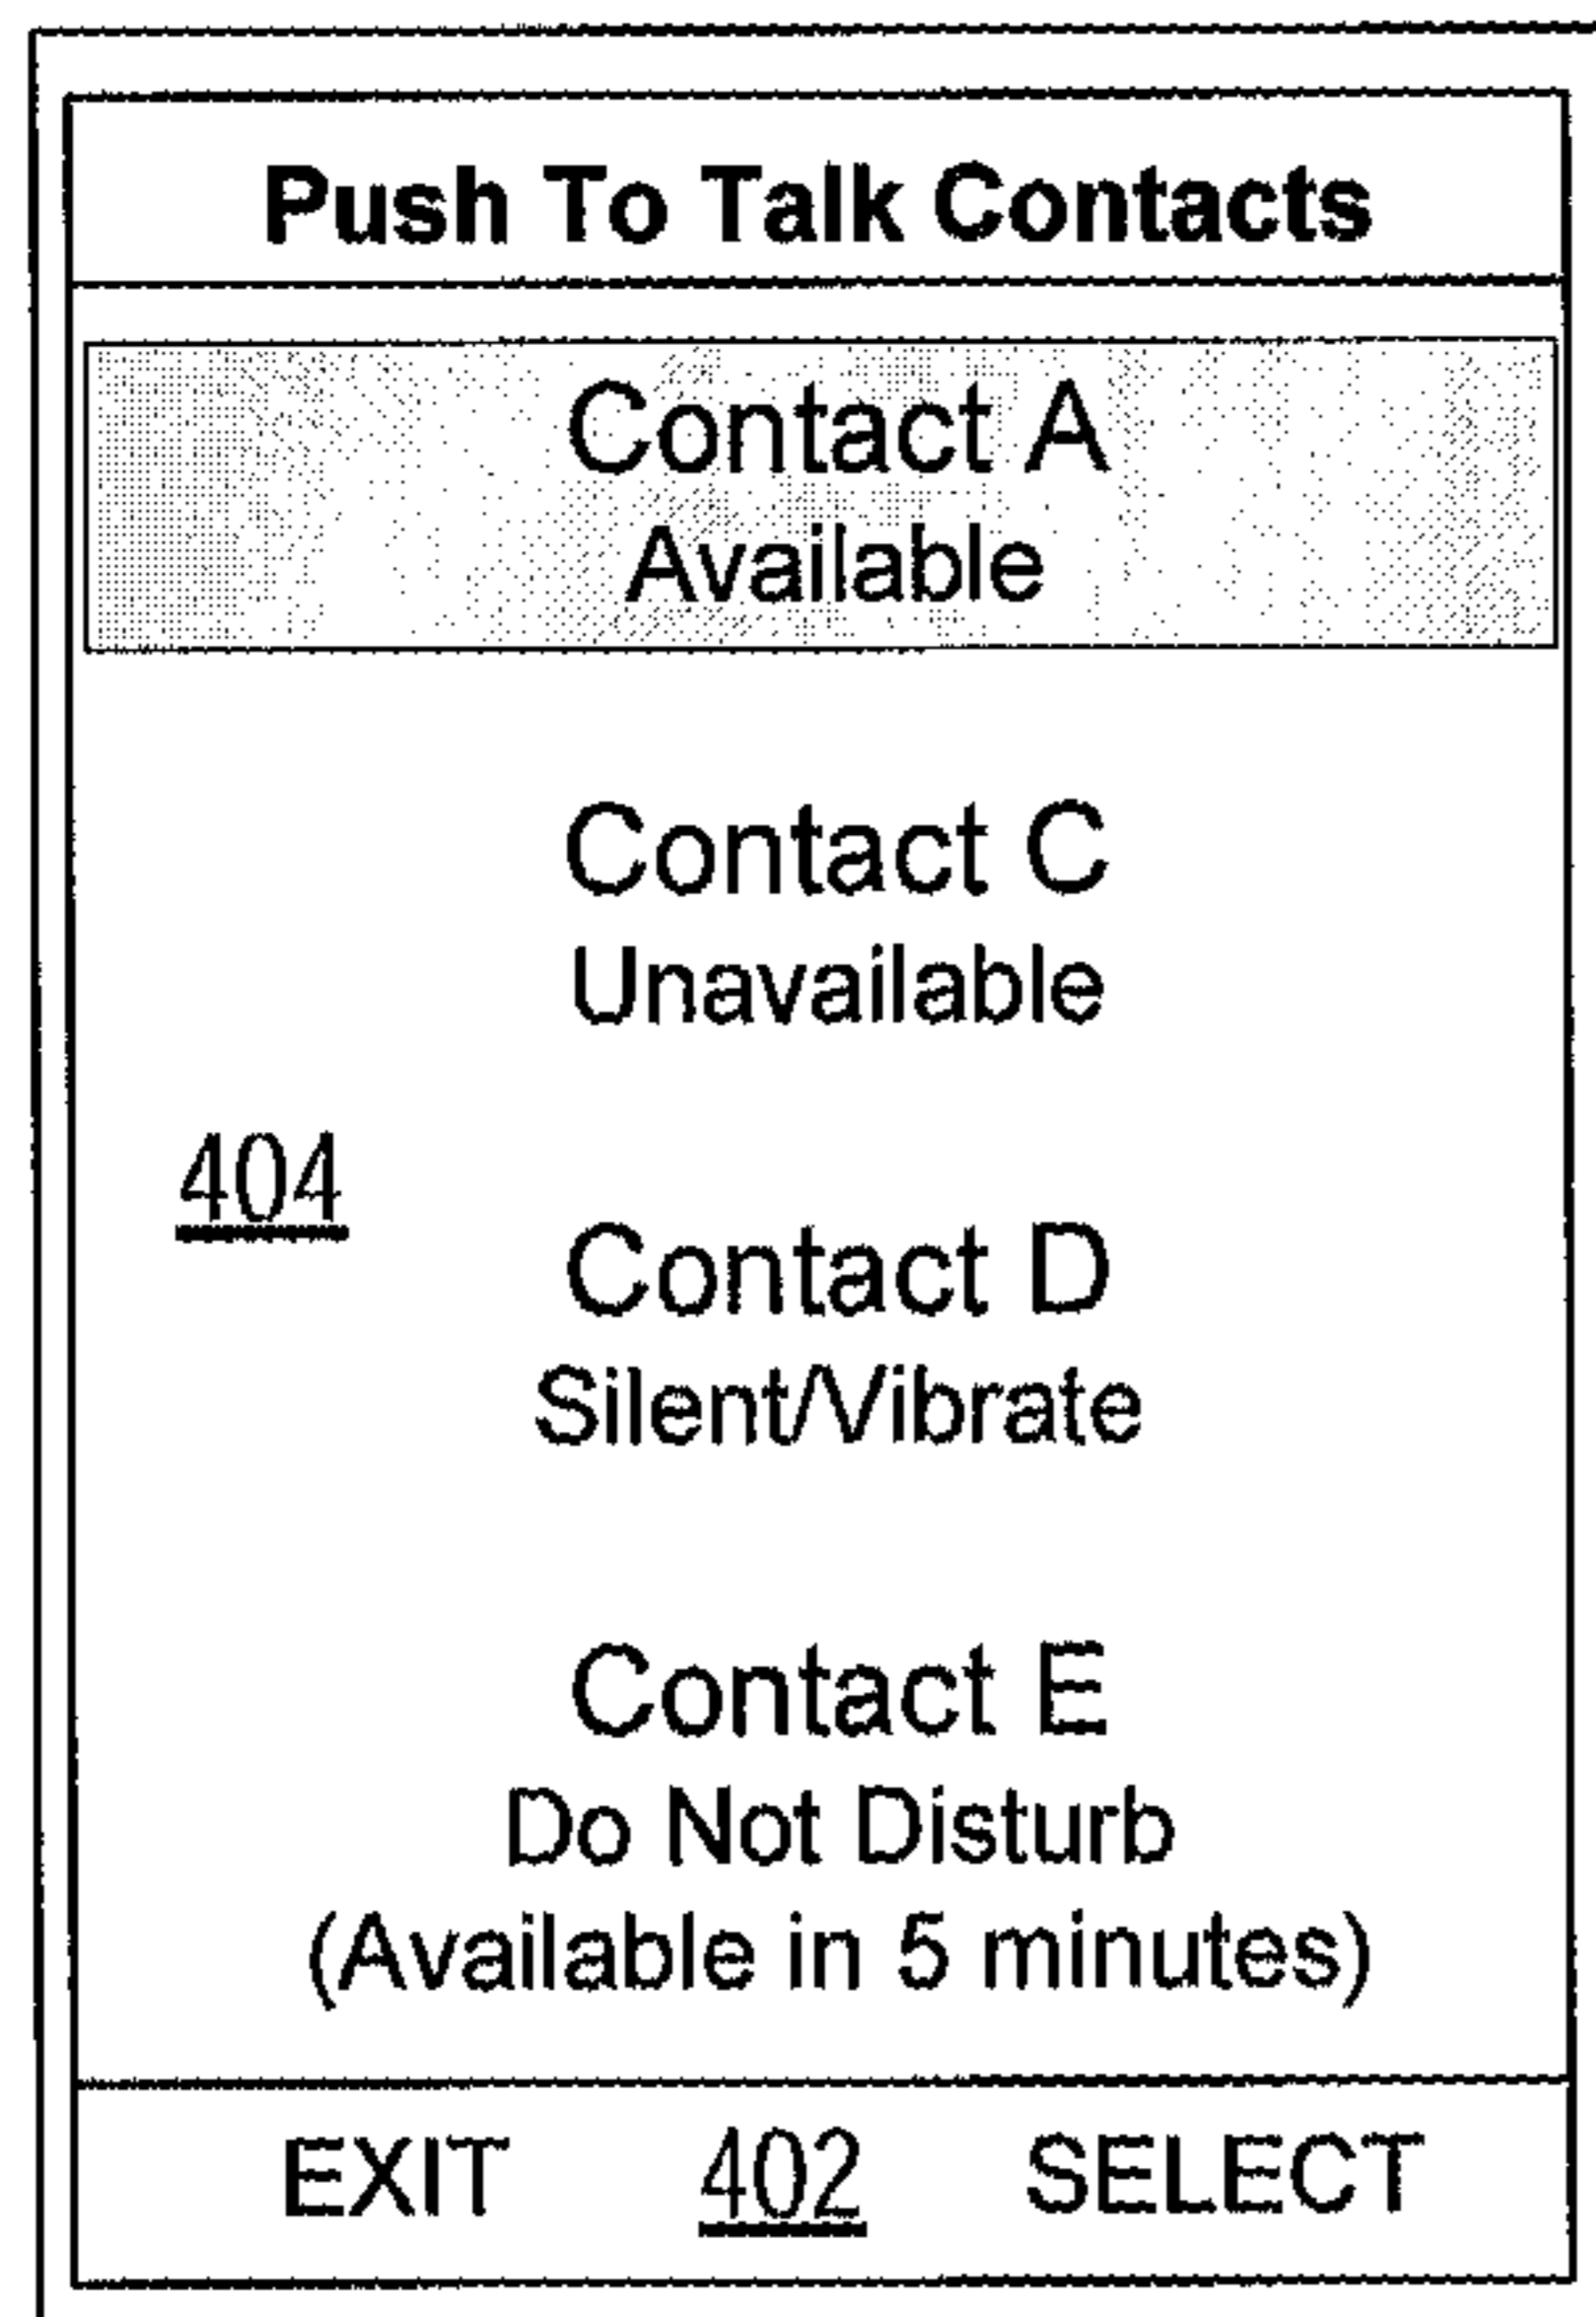 Push To Talk Contacts
Contact A
Available
Contact C
Unavailable
404
Contact D
Silent/Vibrate
Contact E
Do Not Disturb
(Available in 5 minutes)
EXIT 402 SELECT